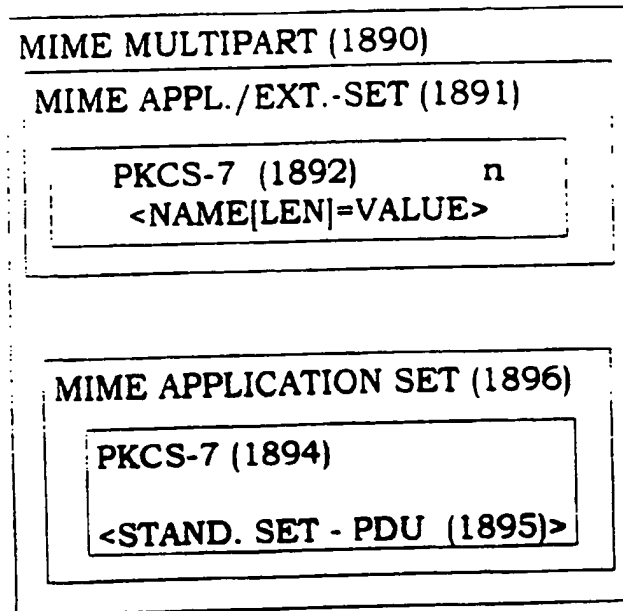 MIME MULTIPART (1890)
MIME APPL./EXT.-SET (1891)
PKCS-7 (1892) n
<NAME[LEN]=VALUE>
MIME APPLICATION SET (1896)
PKCS-7 (1894)
<STAND. SET - PDU (1895)>